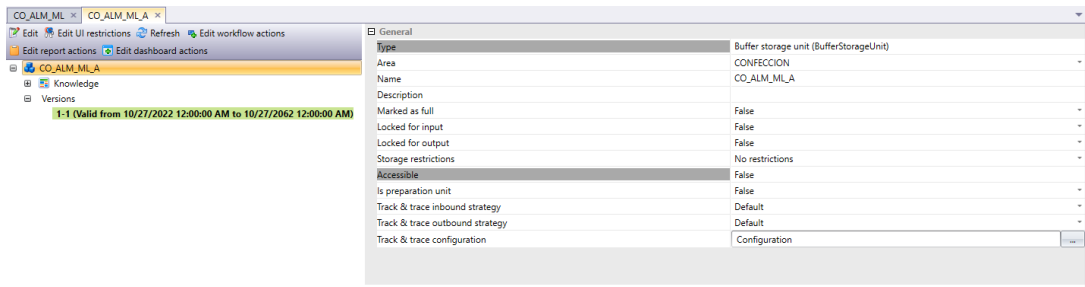 CO_ALM_ML × CO_ALM_ML_A ×
Edit Edit UI restrictions Refresh Edit workflow actions
Edit report actions Edit dashboard actions
CO_ALM_ML_A
Knowledge
Versions
1-1 (Valid from 10/27/2022 12:00:00 AM to 10/27/2062 12:00:00 AM)
General
Type Buffer storage unit (BufferStorageUnit)
Area CONFECCION
Name CO_ALM_ML_A
Description
Marked as full False
Locked for input False
Locked for output False
Storage restrictions No restrictions
Accessible False
Is preparation unit False
Track & trace inbound strategy Default
Track & trace outbound strategy Default
Track & trace configuration Configuration ...